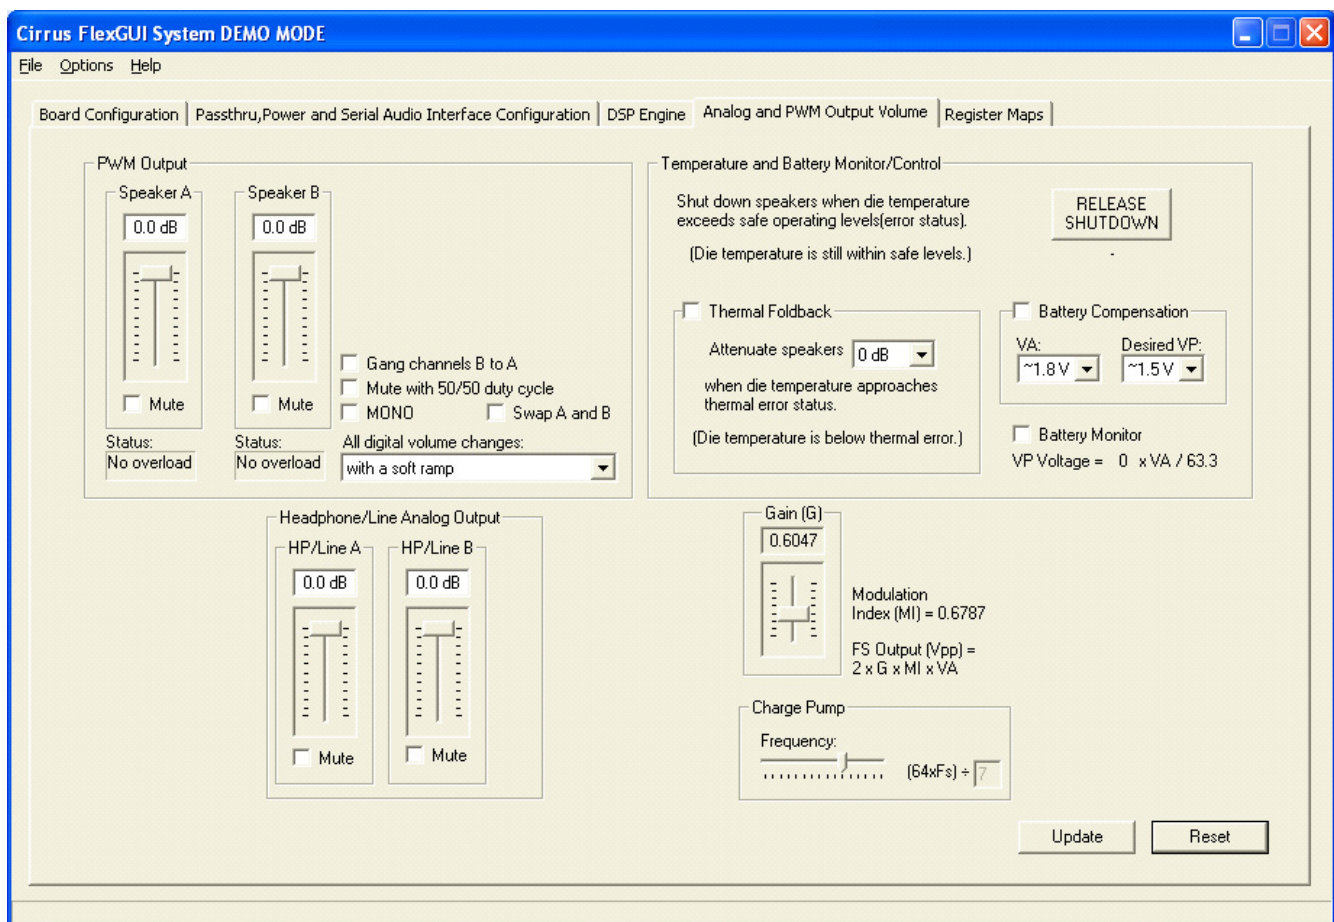 Cirrus FlexGUI System DEMO MODE
File Options Help
Board Configuration
Passthru,Power and Serial Audio Interface Configuration
DSP Engine
Analog and PWM Output Volume
Register Maps
PWM Output
Speaker A
0.0 dB
Mute
Status:
No overload
Speaker B
0.0 dB
Mute
Status:
No overload
Gang channels B to A
Mute with 50/50 duty cycle
MONO
Swap A and B
All digital volume changes:
with a soft ramp
Temperature and Battery Monitor/Control
Shut down speakers when die temperature
exceeds safe operating levels(error status).
(Die temperature is still within safe levels.)
RELEASE
SHUTDOWN
-
Thermal Foldback
Attenuate speakers 0 dB
when die temperature approaches
thermal error status.
(Die temperature is below thermal error.)
Battery Compensation
VA:
~1.8 V
Desired VP:
~1.5 V
Battery Monitor
VP Voltage = 0 x VA / 63.3
Headphone/Line Analog Output
HP/Line A
0.0 dB
Mute
HP/Line B
0.0 dB
Mute
Gain (G)
0.6047
Modulation
Index (MI) = 0.6787
FS Output (Vpp) =
2 x G x MI x VA
Charge Pump
Frequency:
(64xFs) ÷ 7
Update
Reset